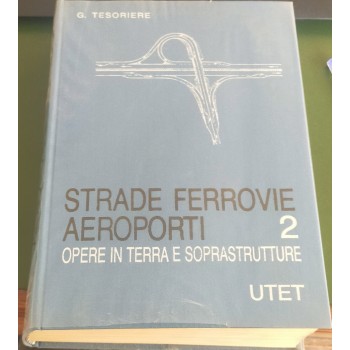 G. TESORIERE
STRADE FERROVIE
AEROPORTI 2
OPERE IN TERRA E SOPRASTRUTTURE
UTET